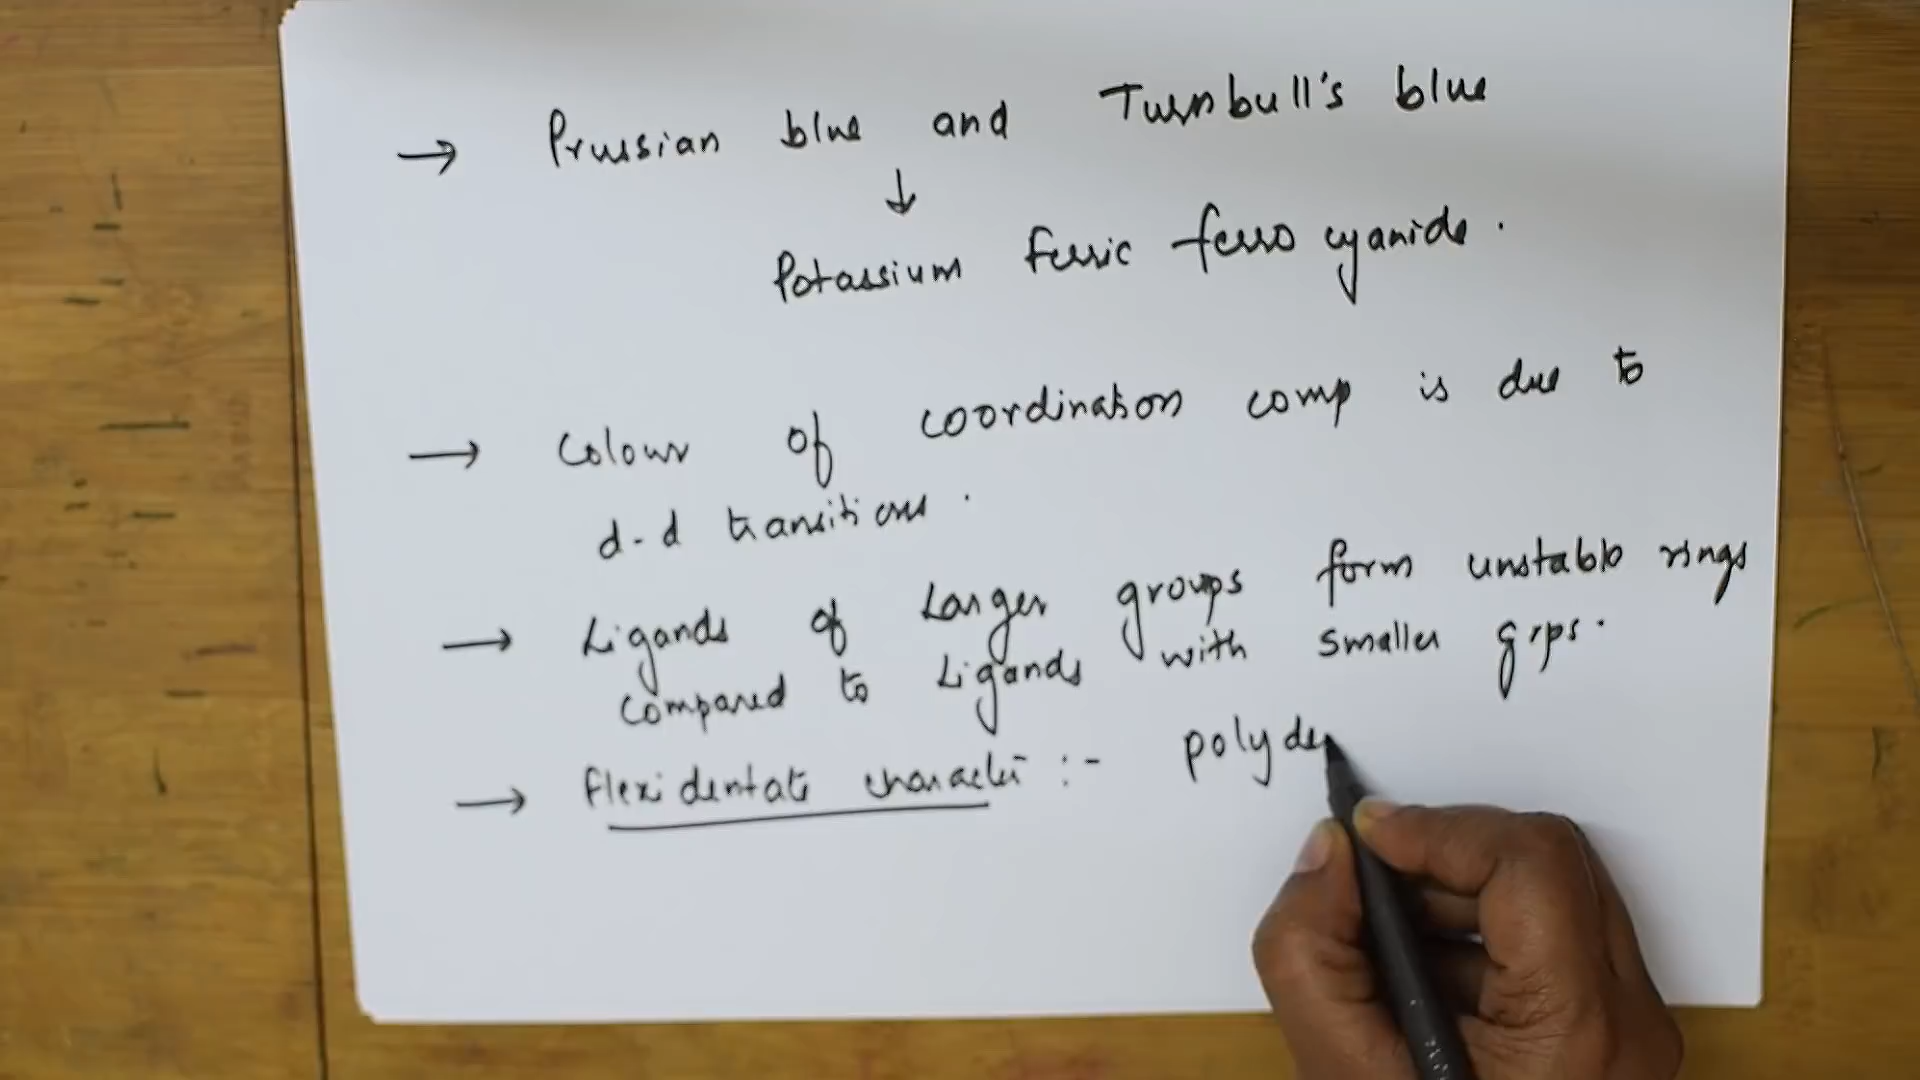 → Prussian blue and Turnbull's blue
↓
Potassium ferric ferro cyanide.
→ Colour of coordination comp is due to
d-d transitions.
→ Ligands of Larger groups form unstable rings
compared to Ligands with smaller grps.
→ flexidentate character :- polyden